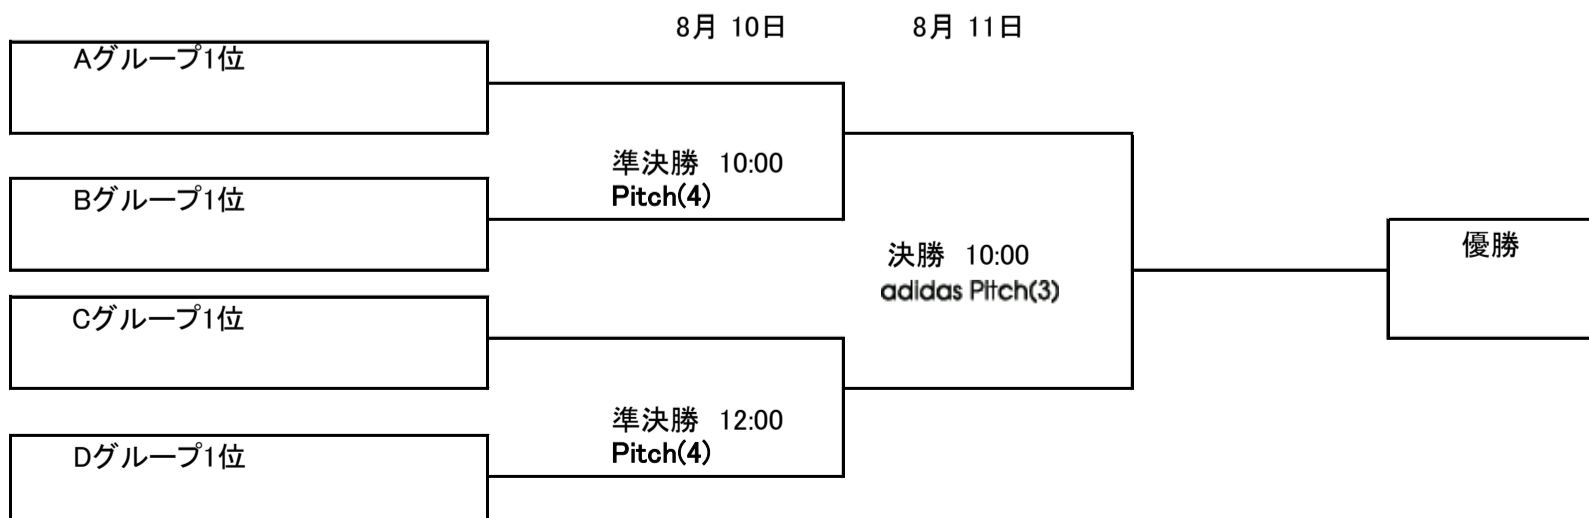 8月 10日 8月 11日
Aグループ1位
準決勝 10:00
Pitch(4)
Bグループ1位
決勝 10:00
adidas Pitch(3)
優勝
Cグループ1位
準決勝 12:00
Pitch(4)
Dグループ1位